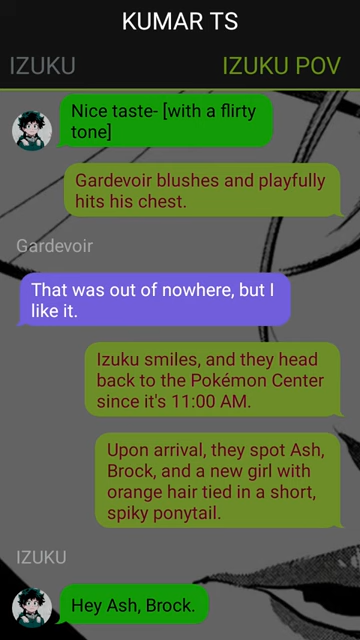 KUMAR TS
IZUKU
IZUKU POV
Nice taste- [with a flirty
tone]
Gardevoir blushes and playfully
hits his chest.
Gardevoir
That was out of nowhere, but I
like it.
Izuku smiles, and they head
back to the Pokémon Center
since it's 11:00 AM.
Upon arrival, they spot Ash,
Brock, and a new girl with
orange hair tied in a short,
spiky ponytail.
IZUKU
Hey Ash, Brock.